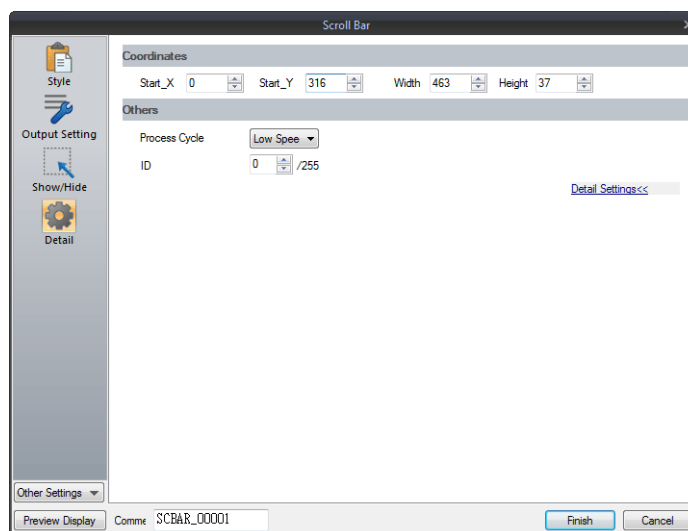 Scroll Bar
Style
Output Setting
Show/Hide
Detail
Coordinates
Start_X 0 Start_Y 316 Width 463 Height 37
Others
Process Cycle Low Spee
ID 0 /255
Detail Settings<<
Other Settings
Preview Display Comme SCBAR_00001 Finish Cancel